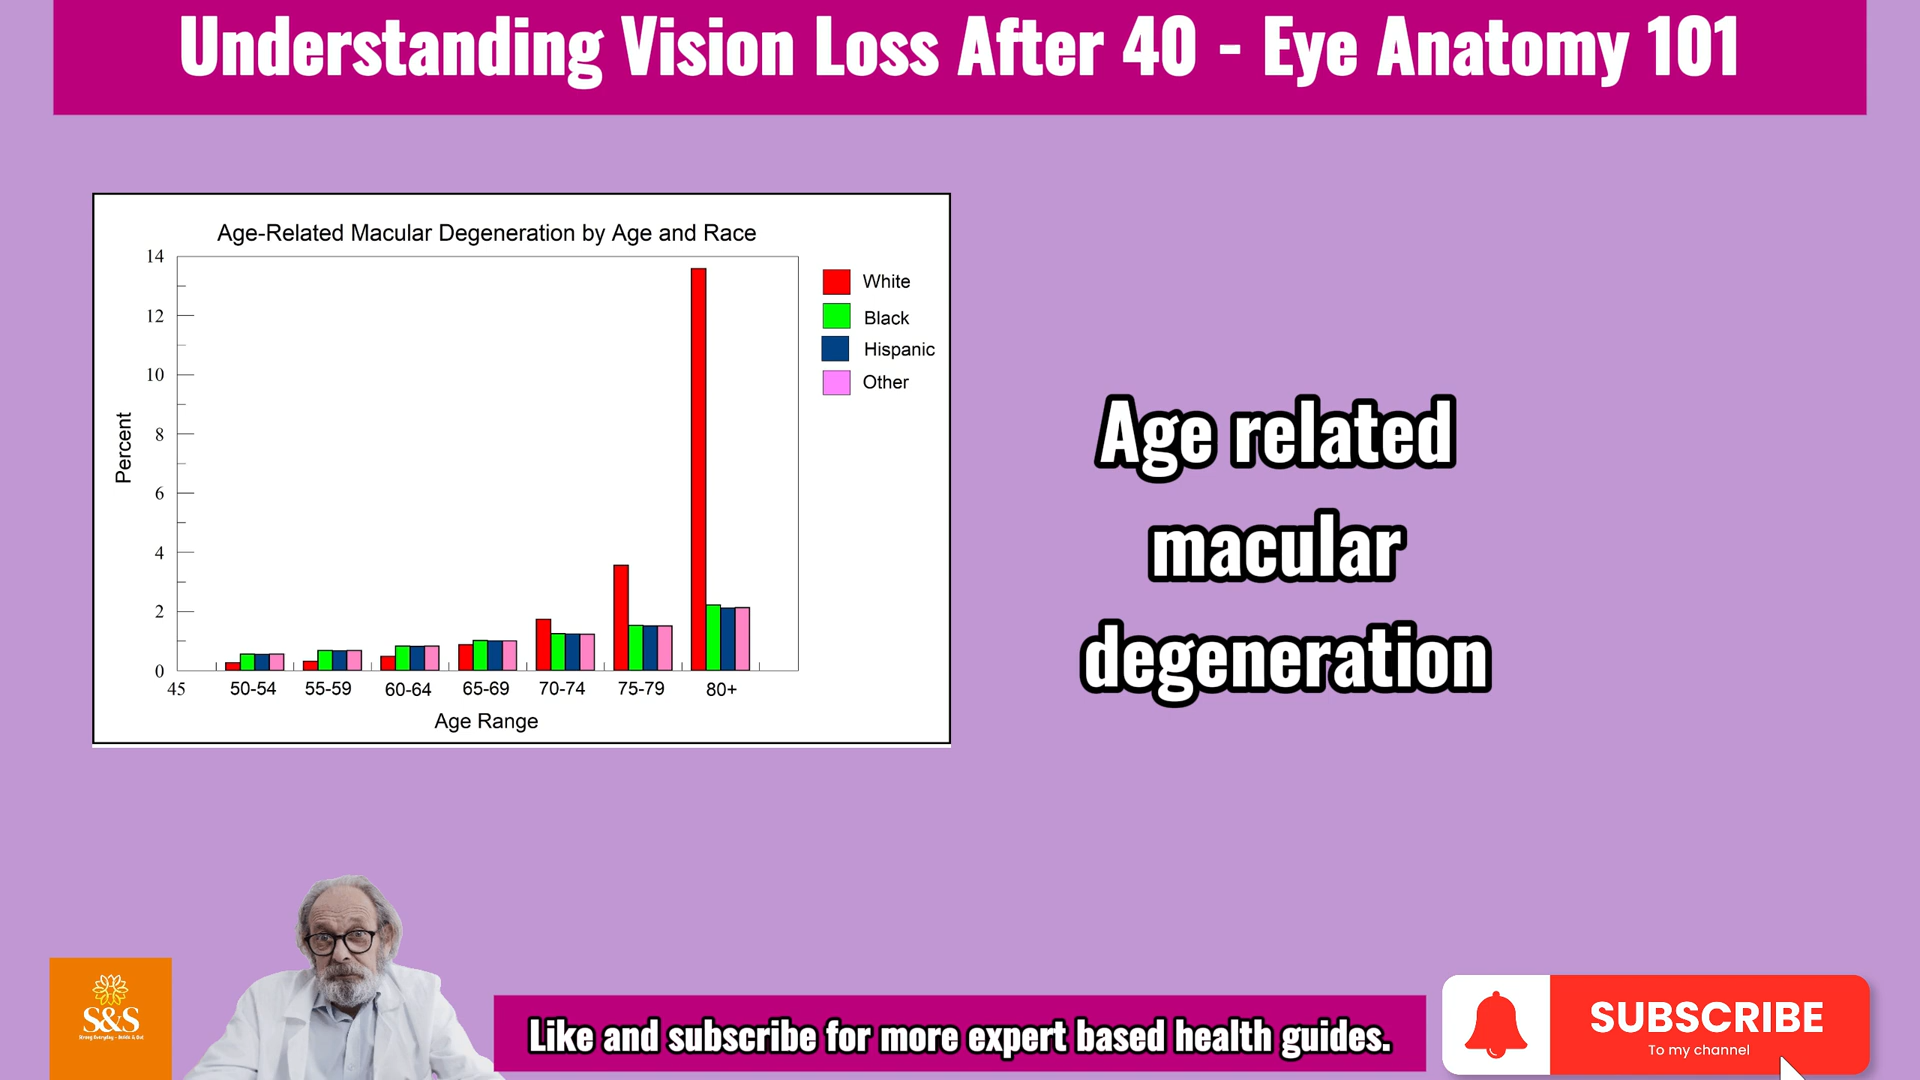 Understanding Vision Loss After 40 - Eye Anatomy 101
Age-Related Macular Degeneration by Age and Race
14
12
10
8
6
4
2
0
Percent
45
50-54
55-59
60-64
65-69
70-74
75-79
80+
Age Range
White
Black
Hispanic
Other
Age related
macular
degeneration
S&S
Like and subscribe for more expert based health guides.
SUBSCRIBE
To my channel